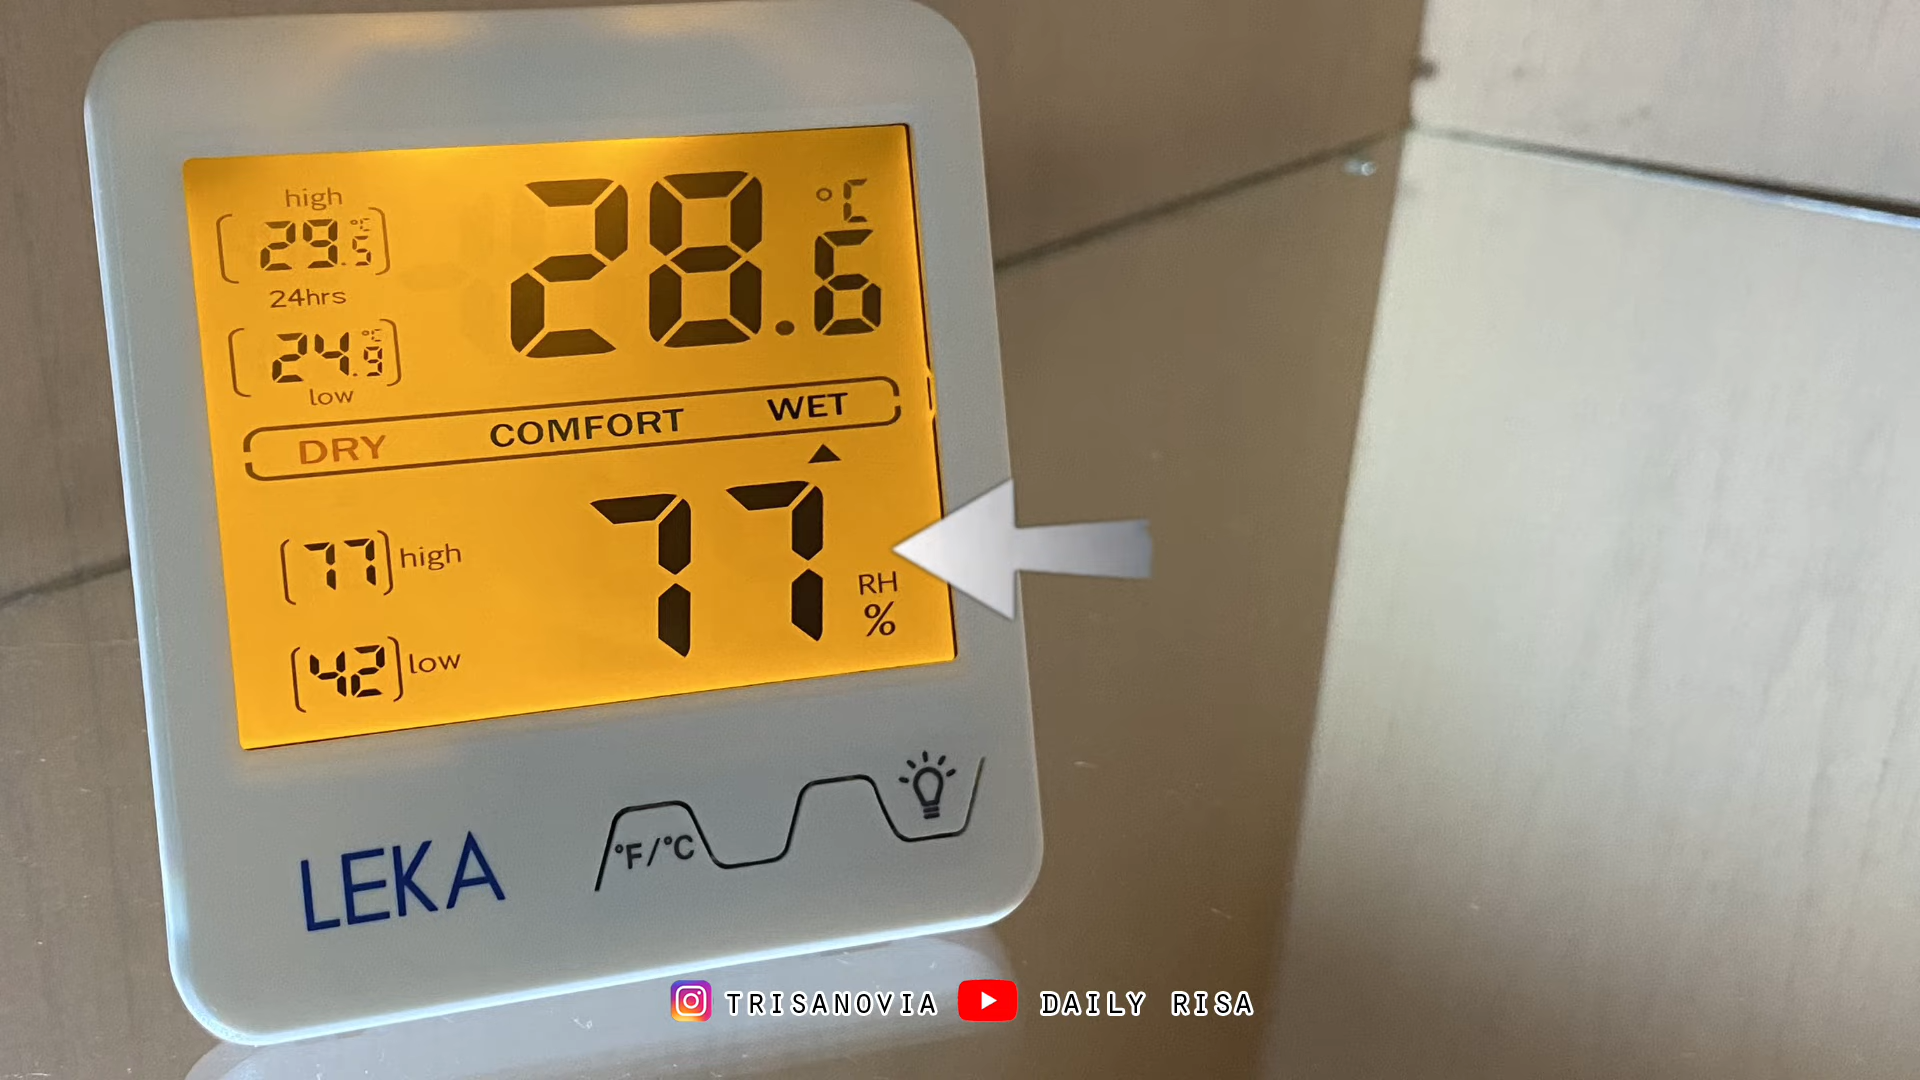 high
29.5 °C
24hrs
24.9 °C
low
28.6 °C
DRY COMFORT WET
77 high
42 low
77 RH %
LEKA
°F/°C
TRISANOVIA DAILY RISA